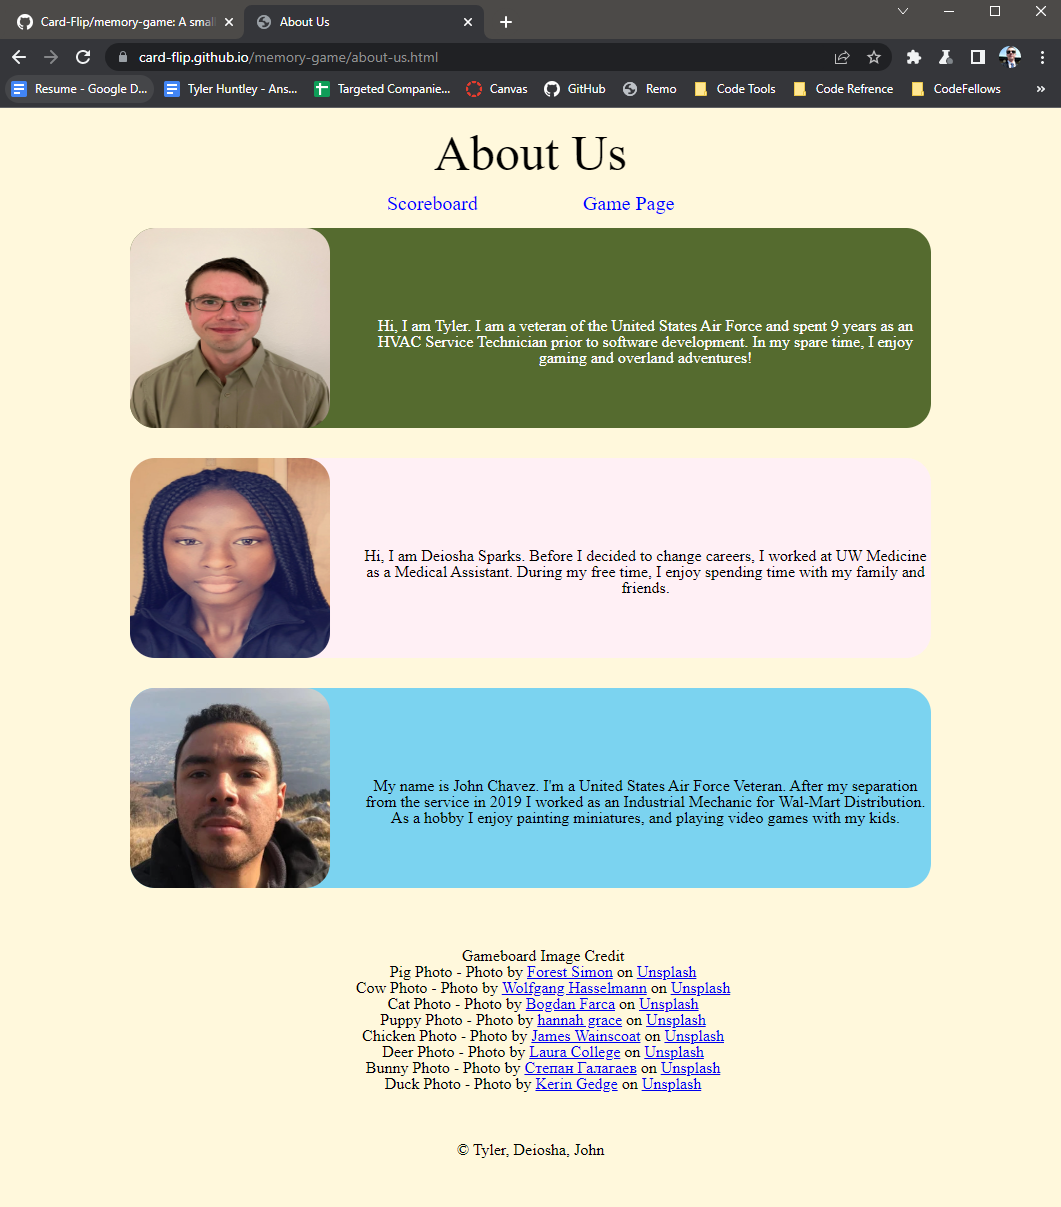 Card-Flip/memory-game: A small
About Us
card-flip.github.io/memory-game/about-us.html
Resume - Google D...
Tyler Huntley - Ans...
Targeted Companie...
Canvas
GitHub
Remo
Code Tools
Code Refrence
CodeFellows
»
About Us
Scoreboard
Game Page
Hi, I am Tyler. I am a veteran of the United States Air Force and spent 9 years as an
HVAC Service Technician prior to software development. In my spare time, I enjoy
gaming and overland adventures!
Hi, I am Deiosha Sparks. Before I decided to change careers, I worked at UW Medicine
as a Medical Assistant. During my free time, I enjoy spending time with my family and
friends.
My name is John Chavez. I'm a United States Air Force Veteran. After my separation
from the service in 2019 I worked as an Industrial Mechanic for Wal-Mart Distribution.
As a hobby I enjoy painting miniatures, and playing video games with my kids.
Gameboard Image Credit
Pig Photo - Photo by Forest Simon on Unsplash
Cow Photo - Photo by Wolfgang Hasselmann on Unsplash
Cat Photo - Photo by Bogdan Farca on Unsplash
Puppy Photo - Photo by hannah grace on Unsplash
Chicken Photo - Photo by James Wainscoat on Unsplash
Deer Photo - Photo by Laura College on Unsplash
Bunny Photo - Photo by Степан Галагаев on Unsplash
Duck Photo - Photo by Kerin Gedge on Unsplash
© Tyler, Deiosha, John